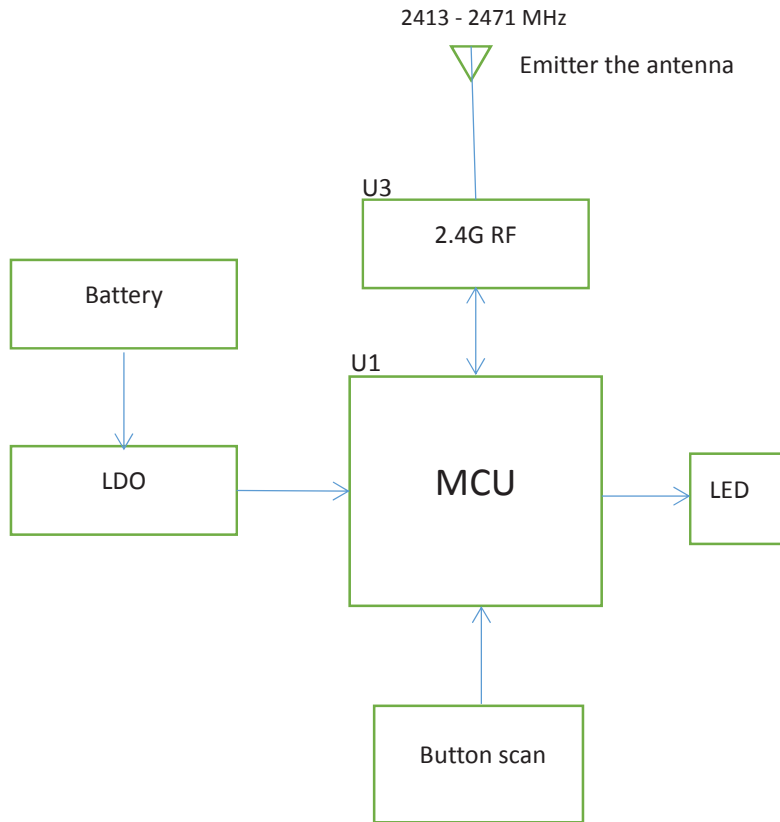 2413 - 2471 MHz
Emitter the antenna
U3
2.4G RF
Battery
U1
LDO
MCU
LED
Button scan